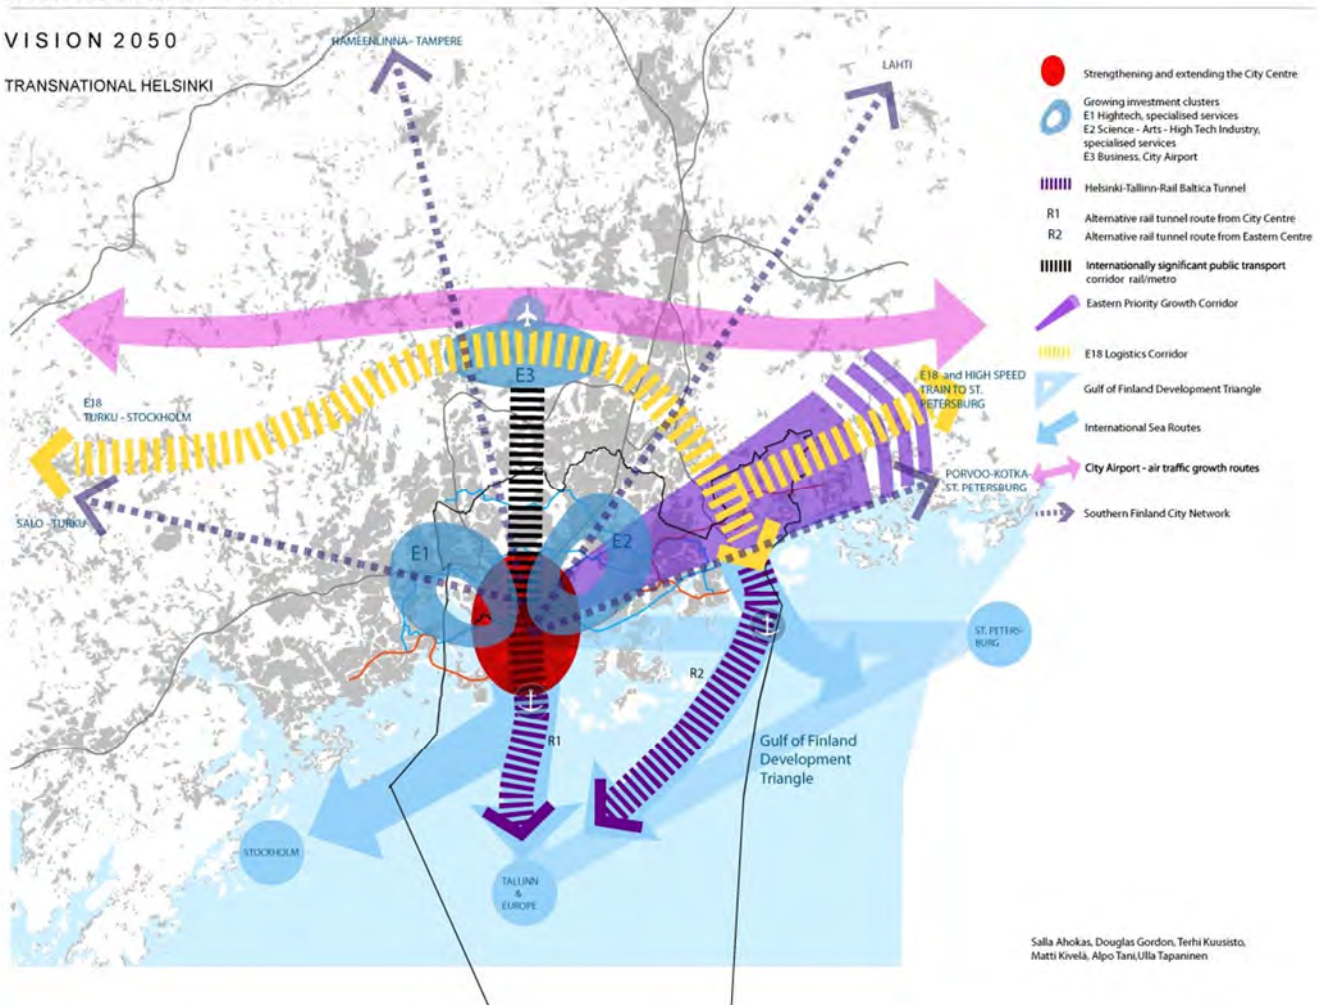 VISION 2050
TRANSNATIONAL HELSINKI
HÄMEENLINNA - TAMPERE
LAHTI
E3
E18
TURKU - STOCKHOLM
E18 and HIGH SPEED
TRAIN TO ST.
PETERSBURG
SALO - TURKU
PORVOO-KOTKA-
ST. PETERSBURG
E1
E2
ST. PETERS-
BURG
R2
R1
Gulf of Finland
Development
Triangle
STOCKHOLM
TALLINN
&
EUROPE
Strengthening and extending the City Centre
Growing investment clusters
E1 Hightech, specialised services
E2 Science - Arts - High Tech Industry,
specialised services
E3 Business, City Airport
Helsinki-Tallinn-Rail Baltica Tunnel
R1 Alternative rail tunnel route from City Centre
R2 Alternative rail tunnel route from Eastern Centre
Internationally significant public transport
corridor rail/metro
Eastern Priority Growth Corridor
E18 Logistics Corridor
Gulf of Finland Development Triangle
International Sea Routes
City Airport - air traffic growth routes
Southern Finland City Network
Salla Ahokas, Douglas Gordon, Terhi Kuusisto,
Matti Kivelä, Alpo Tani,Ulla Tapaninen